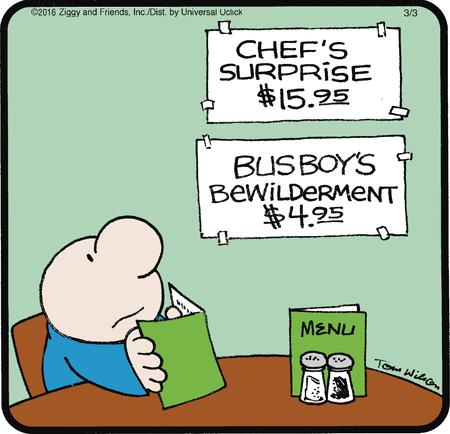 ©2016 Ziggy and Friends, Inc./Dist. by Universal Uclick 3/3
CHEF'S
SURPRiSE
$15.95
BUSBOY'S
BeWiLDeRMENT
$4.95
MENU
Tom Wilson